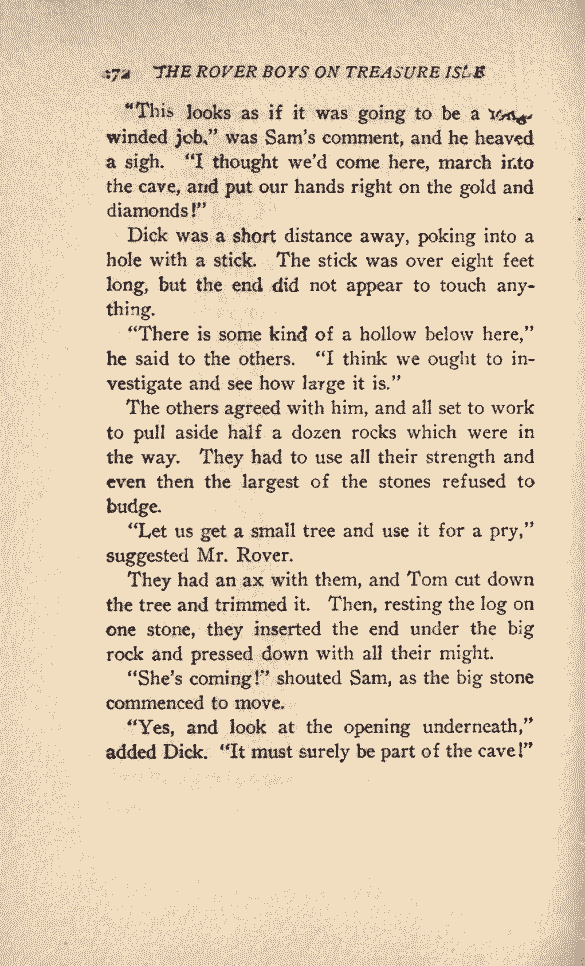 172 THE ROVER BOYS ON TREASURE ISLE
"This looks as if it was going to be a long-
winded job," was Sam's comment, and he heaved
a sigh. "I thought we'd come here, march into
the cave, and put our hands right on the gold and
diamonds!"
Dick was a short distance away, poking into a
hole with a stick. The stick was over eight feet
long, but the end did not appear to touch any-
thing.
"There is some kind of a hollow below here,"
he said to the others. "I think we ought to in-
vestigate and see how large it is."
The others agreed with him, and all set to work
to pull aside half a dozen rocks which were in
the way. They had to use all their strength and
even then the largest of the stones refused to
budge.
"Let us get a small tree and use it for a pry,"
suggested Mr. Rover.
They had an ax with them, and Tom cut down
the tree and trimmed it. Then, resting the log on
one stone, they inserted the end under the big
rock and pressed down with all their might.
"She's coming!" shouted Sam, as the big stone
commenced to move.
"Yes, and look at the opening underneath,"
added Dick. "It must surely be part of the cave!"